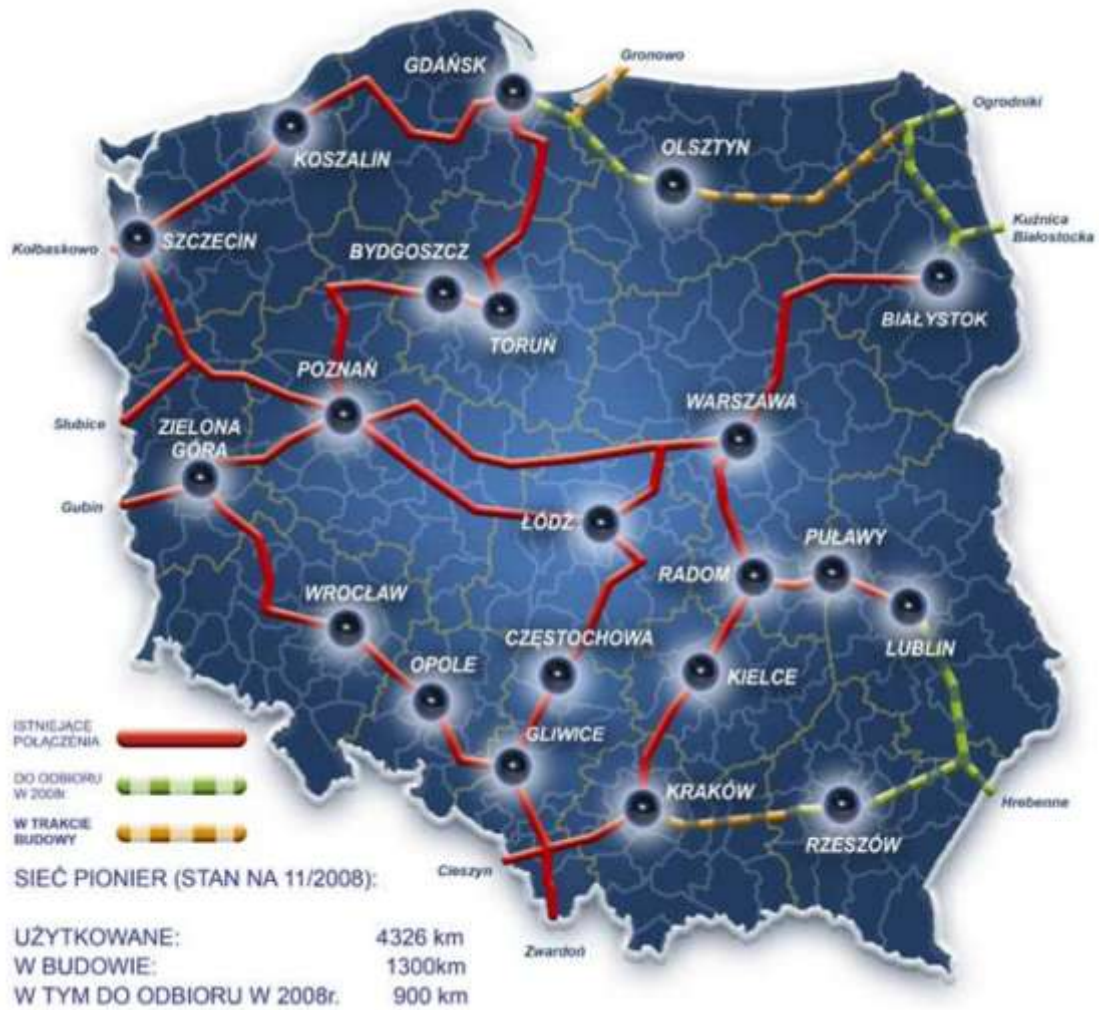 GDAŃSK
Gronowo
Ogrodniki
KOSZALIN
OLSZTYN
Kuźnica
Białostocka
Kołbaskowo
SZCZECIN
BYDGOSZCZ
BIAŁYSTOK
TORUŃ
POZNAŃ
WARSZAWA
Słubice
ZIELONA
GÓRA
Gubin
ŁÓDŹ
PUŁAWY
RADOM
WROCŁAW
CZĘSTOCHOWA
LUBLIN
OPOLE
KIELCE
GLIWICE
ISTNIEJĄCE
POŁĄCZENIA
DO ODBIORU
W 2008r.
KRAKÓW
Hrebenne
W TRAKCIE
BUDOWY
RZESZÓW
Cieszyn
SIEĆ PIONIER (STAN NA 11/2008):
Zwardoń
UŻYTKOWANE: 4326 km
W BUDOWIE: 1300km
W TYM DO ODBIORU W 2008r. 900 km